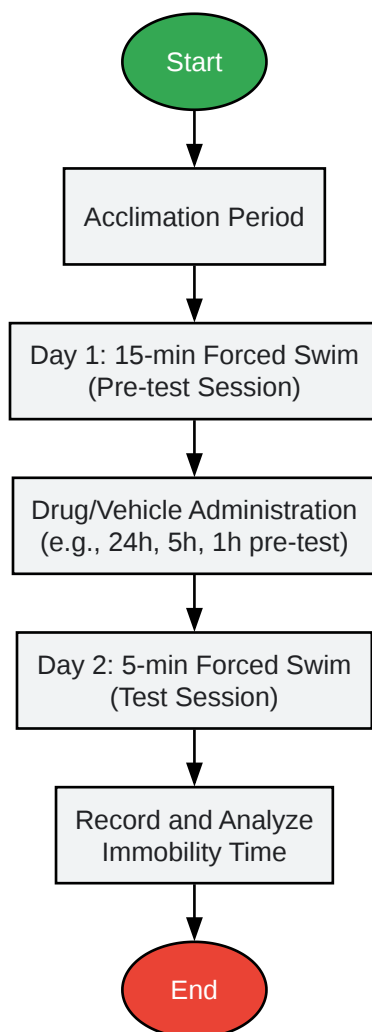 Start
Acclimation Period
Day 1: 15-min Forced Swim
(Pre-test Session)
Drug/Vehicle Administration
(e.g., 24h, 5h, 1h pre-test)
Day 2: 5-min Forced Swim
(Test Session)
Record and Analyze
Immobility Time
End